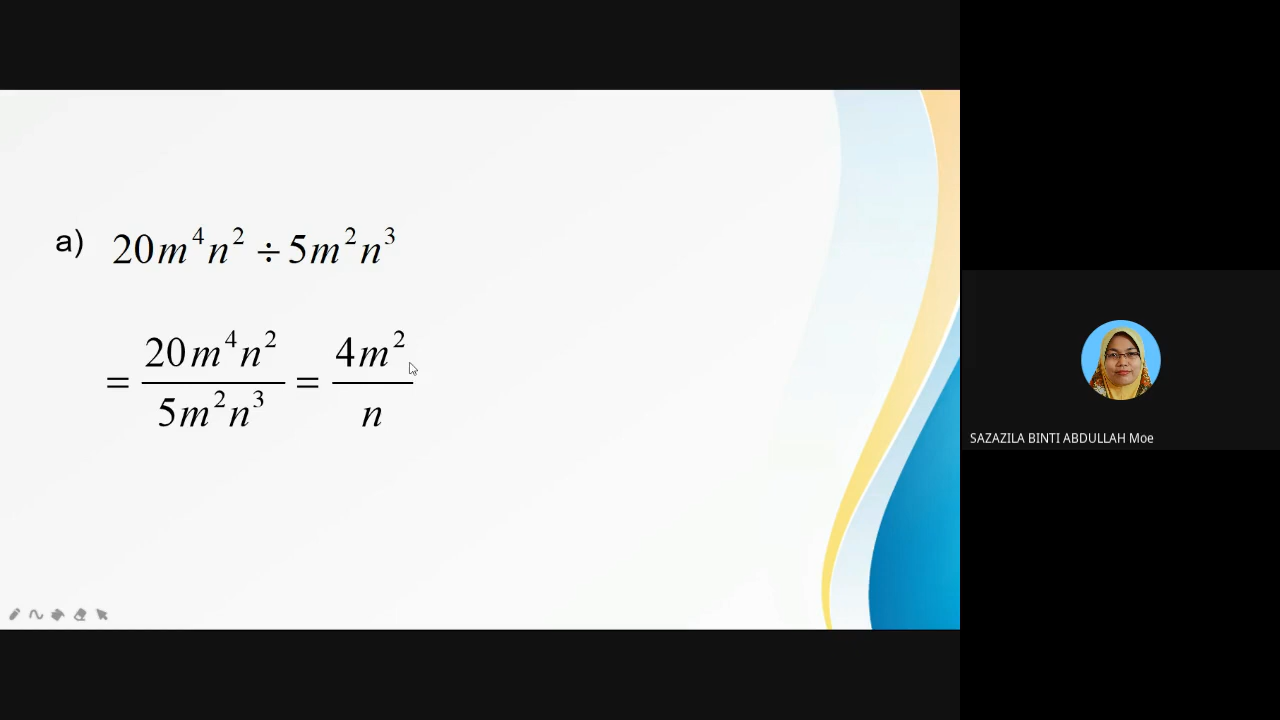 a) 20m⁴n² ÷ 5m²n³
= 20m⁴n² / 5m²n³ = 4m² / n
SAZAZILA BINTI ABDULLAH Moe